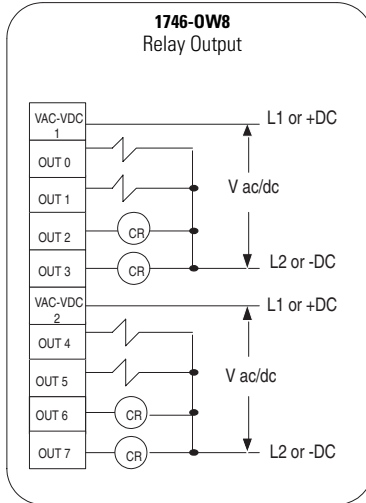 1746-OW8
Relay Output
VAC-VDC
1
L1 or +DC
OUT 0
OUT 1
V ac/dc
OUT 2
CR
OUT 3
CR
L2 or -DC
VAC-VDC
2
L1 or +DC
OUT 4
OUT 5
V ac/dc
OUT 6
CR
OUT 7
CR
L2 or -DC